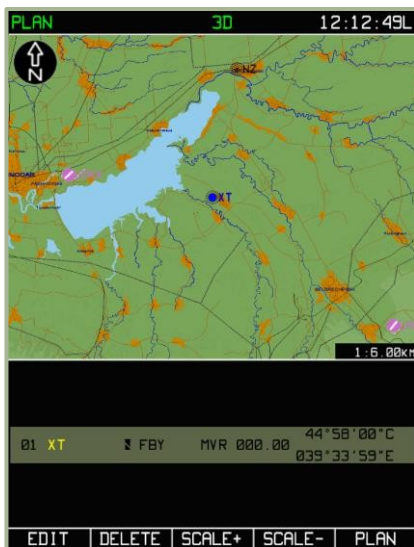 PLAN 3D 12:12:49L
N
NZ
XT
1:6.00KM
44°58'00"C
01 XT FBY MVR 000.00
039°33'59"E
EDIT DELETE SCALE+ SCALE- PLAN